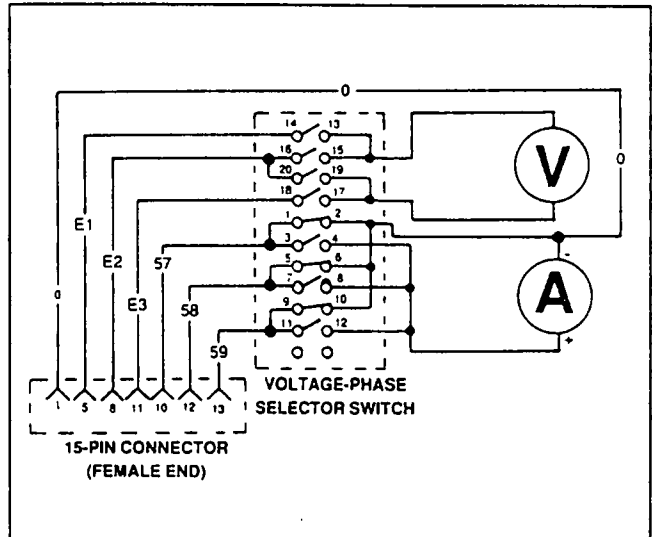 0
14 13
16 15
20 19
18 17
1 2
3 4
5 6
7 8
9 10
11 12
V
0
A
-
+
E1
E2
57
E3
58
59
0
5 8 11 10 12 13
VOLTAGE-PHASE
SELECTOR SWITCH
15-PIN CONNECTOR
(FEMALE END)